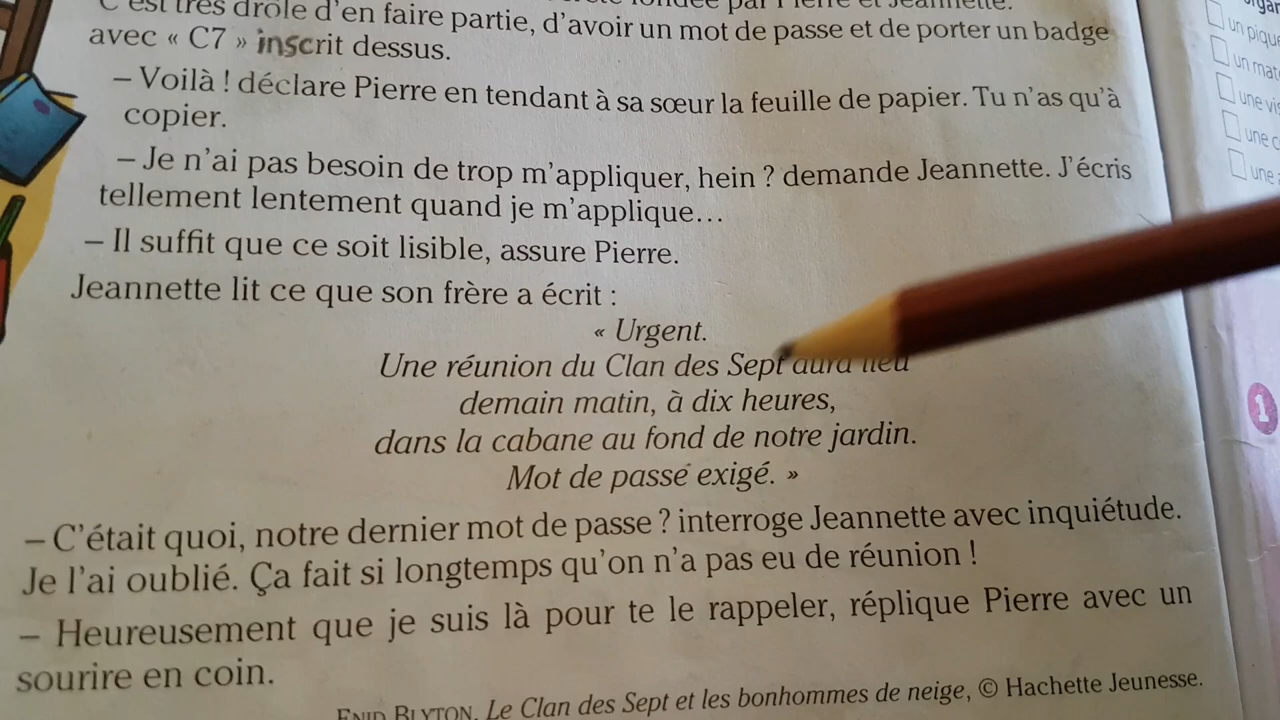 C'est très drôle d'en faire partie, d'avoir un mot de passe et de porter un badge
avec « C7 » inscrit dessus.
– Voilà ! déclare Pierre en tendant à sa sœur la feuille de papier. Tu n'as qu'à
copier.
– Je n'ai pas besoin de trop m'appliquer, hein ? demande Jeannette. J'écris
tellement lentement quand je m'applique…
– Il suffit que ce soit lisible, assure Pierre.
Jeannette lit ce que son frère a écrit :
« Urgent.
Une réunion du Clan des Sept aura lieu
demain matin, à dix heures,
dans la cabane au fond de notre jardin.
Mot de passe exigé. »
– C'était quoi, notre dernier mot de passe ? interroge Jeannette avec inquiétude.
Je l'ai oublié. Ça fait si longtemps qu'on n'a pas eu de réunion !
– Heureusement que je suis là pour te le rappeler, réplique Pierre avec un
sourire en coin.
ENID BLYTON, Le Clan des Sept et les bonhommes de neige, © Hachette Jeunesse.
un
un
une
une
une
1